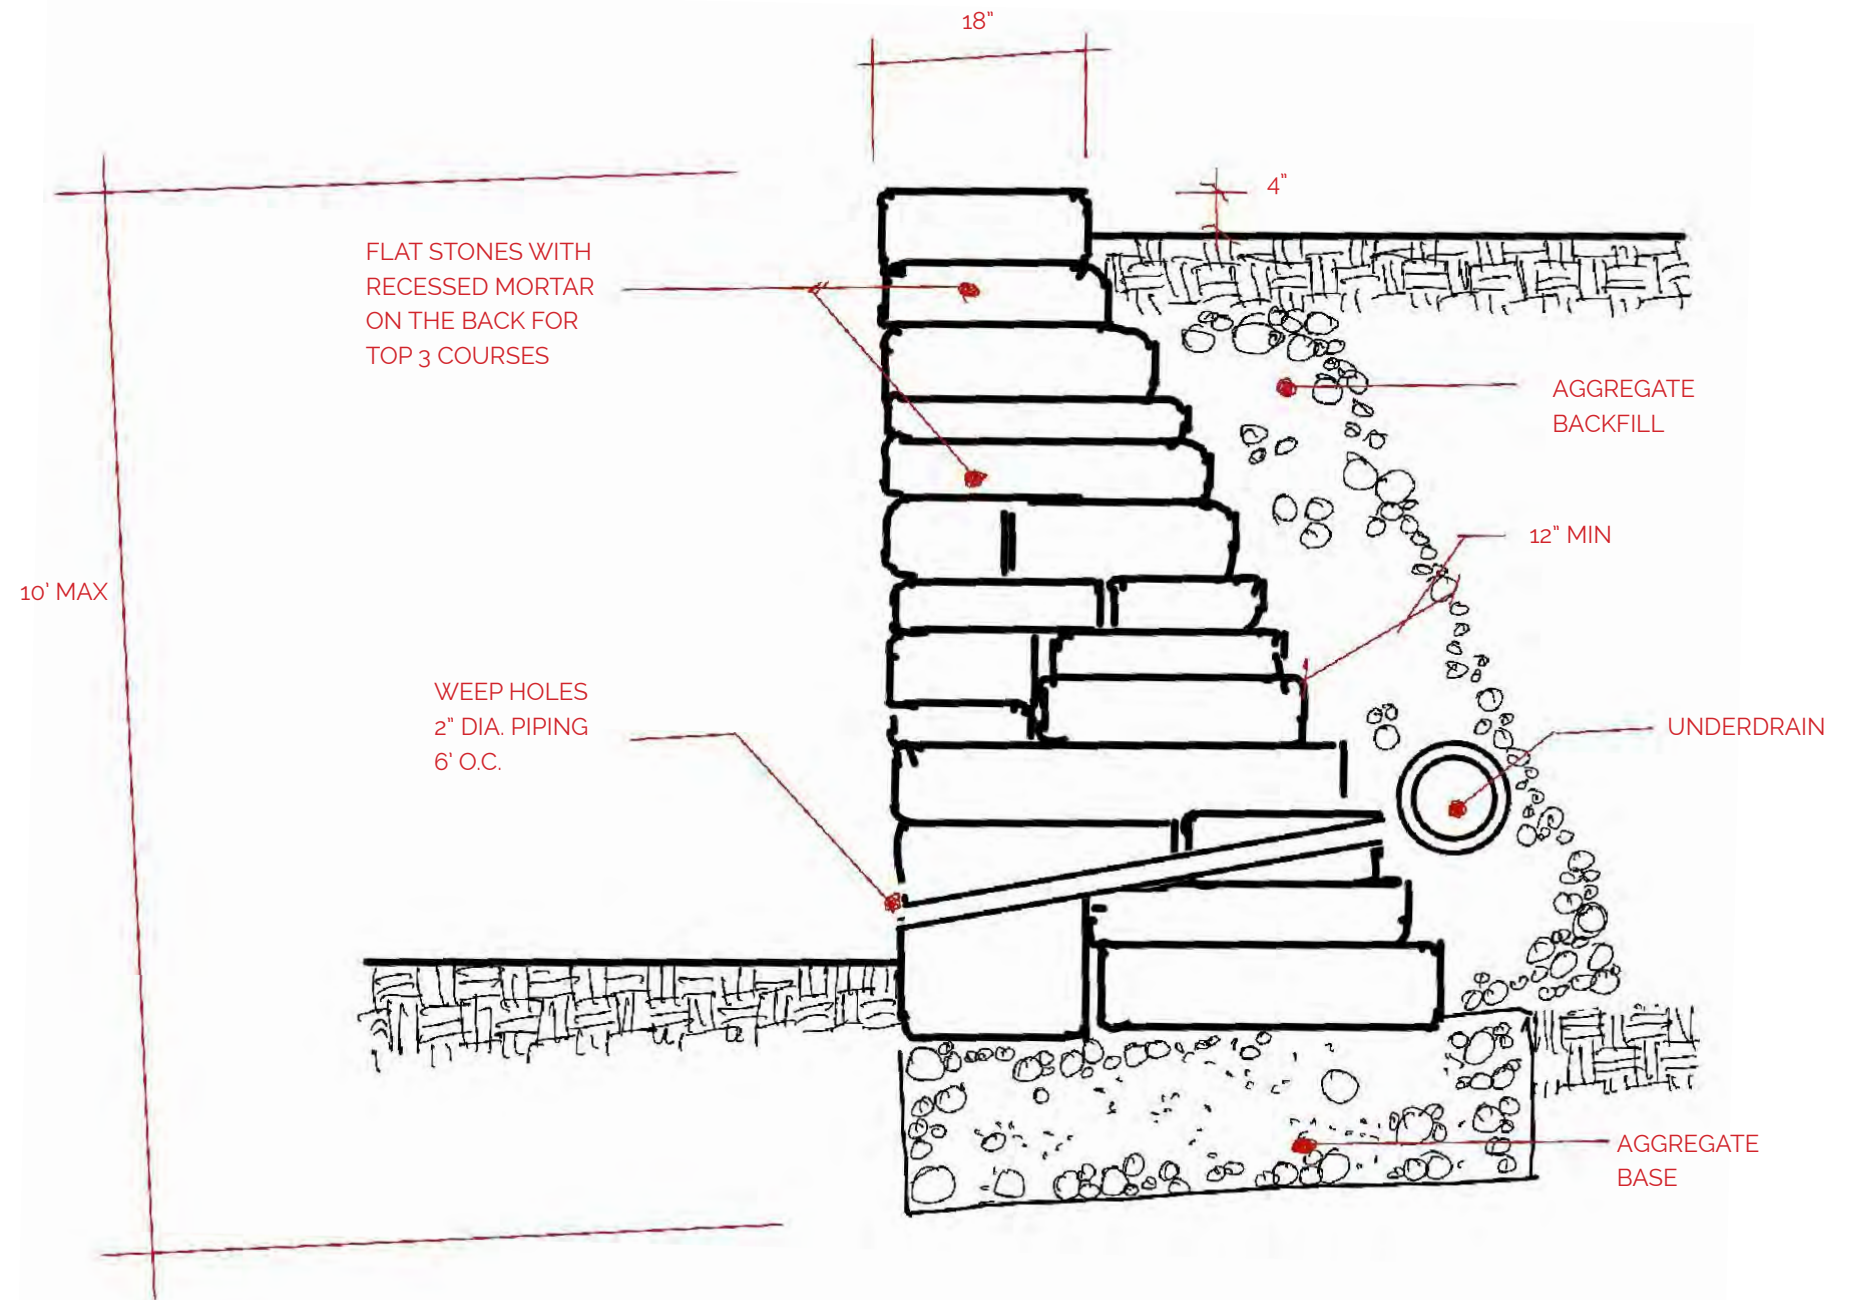 18”
4”
FLAT STONES WITH
RECESSED MORTAR
ON THE BACK FOR
TOP 3 COURSES
AGGREGATE
BACKFILL
12” MIN
10’ MAX
WEEP HOLES
2” DIA. PIPING
6’ O.C.
UNDERDRAIN
AGGREGATE
BASE